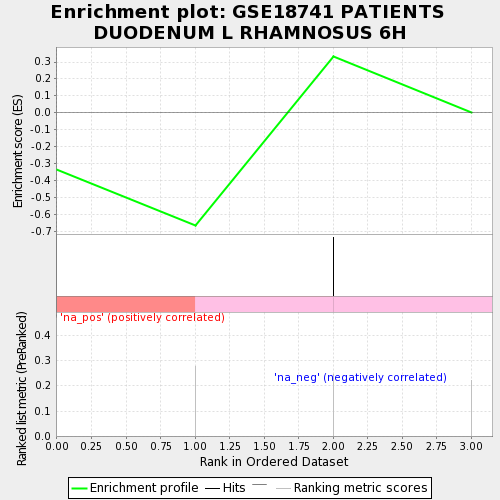 Enrichment plot: GSE18741 PATIENTS
DUODENUM L RHAMNOSUS 6H
Enrichment score (ES)
0.3
0.2
0.1
0.0
-0.1
-0.2
-0.3
-0.4
-0.5
-0.6
-0.7
'na_pos' (positively correlated)
Ranked list metric (PreRanked)
0.4
0.3
0.2
0.1
0.0
'na_neg' (negatively correlated)
0.00 0.25 0.50 0.75 1.00 1.25 1.50 1.75 2.00 2.25 2.50 2.75 3.00
Rank in Ordered Dataset
Enrichment profile Hits Ranking metric scores